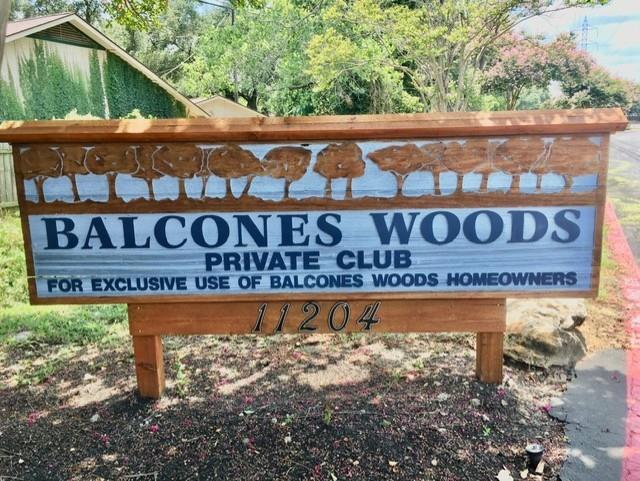 BALCONES WOODS
PRIVATE CLUB
FOR EXCLUSIVE USE OF BALCONES WOODS HOMEOWNERS
11204